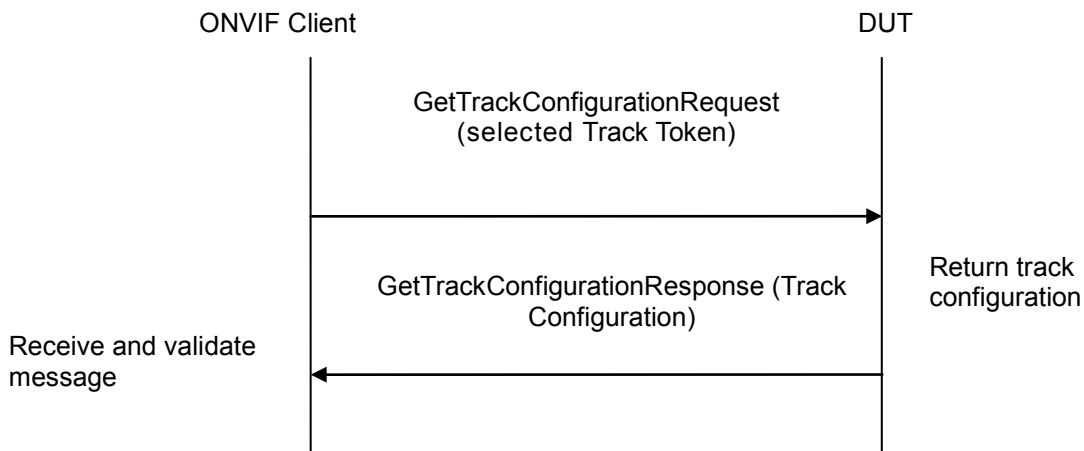 ONVIF Client
DUT
GetTrackConfigurationRequest
(selected Track Token)
Return track
configuration
GetTrackConfigurationResponse (Track
Configuration)
Receive and validate
message